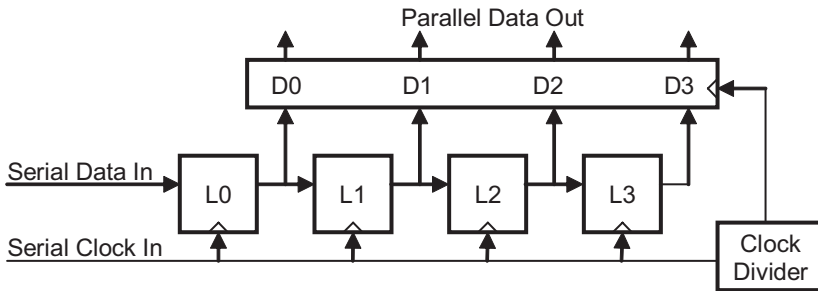 Parallel Data Out
D0 D1 D2 D3
Serial Data In
L0 L1 L2 L3
Serial Clock In
Clock
Divider